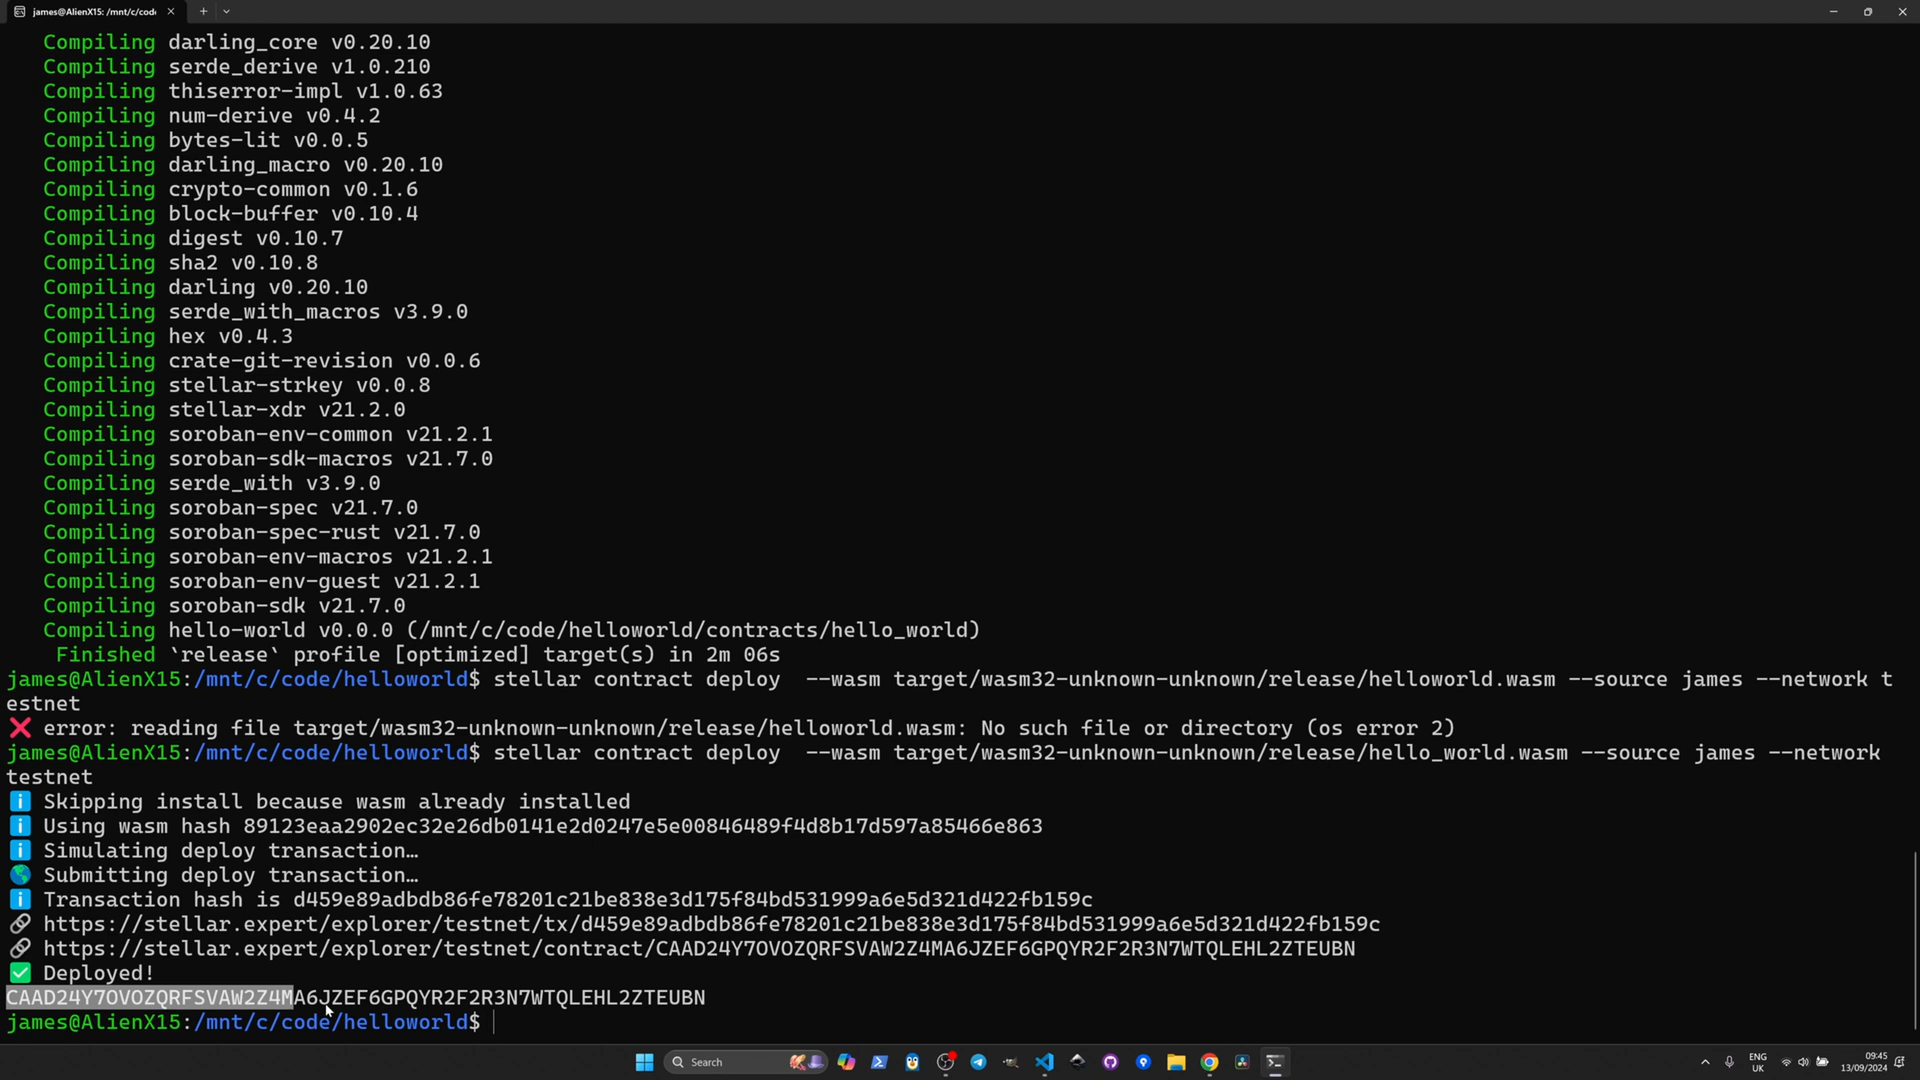 james@AlienX15: /mnt/c/code
Compiling darling_core v0.20.10
Compiling serde_derive v1.0.210
Compiling thiserror-impl v1.0.63
Compiling num-derive v0.4.2
Compiling bytes-lit v0.0.5
Compiling darling_macro v0.20.10
Compiling crypto-common v0.1.6
Compiling block-buffer v0.10.4
Compiling digest v0.10.7
Compiling sha2 v0.10.8
Compiling darling v0.20.10
Compiling serde_with_macros v3.9.0
Compiling hex v0.4.3
Compiling crate-git-revision v0.0.6
Compiling stellar-strkey v0.0.8
Compiling stellar-xdr v21.2.0
Compiling soroban-env-common v21.2.1
Compiling soroban-sdk-macros v21.7.0
Compiling serde_with v3.9.0
Compiling soroban-spec v21.7.0
Compiling soroban-spec-rust v21.7.0
Compiling soroban-env-macros v21.2.1
Compiling soroban-env-guest v21.2.1
Compiling soroban-sdk v21.7.0
Compiling hello-world v0.0.0 (/mnt/c/code/helloworld/contracts/hello_world)
Finished `release` profile [optimized] target(s) in 2m 06s
james@AlienX15:/mnt/c/code/helloworld$ stellar contract deploy  --wasm target/wasm32-unknown-unknown/release/helloworld.wasm --source james --network t
estnet
❌ error: reading file target/wasm32-unknown-unknown/release/helloworld.wasm: No such file or directory (os error 2)
james@AlienX15:/mnt/c/code/helloworld$ stellar contract deploy  --wasm target/wasm32-unknown-unknown/release/hello_world.wasm --source james --network
testnet
ℹ️ Skipping install because wasm already installed
ℹ️ Using wasm hash 89123eaa2902ec32e26db0141e2d0247e5e00846489f4d8b17d597a85466e863
ℹ️ Simulating deploy transaction…
🌎 Submitting deploy transaction…
ℹ️ Transaction hash is d459e89adbdb86fe78201c21be838e3d175f84bd531999a6e5d321d422fb159c
🔗 https://stellar.expert/explorer/testnet/tx/d459e89adbdb86fe78201c21be838e3d175f84bd531999a6e5d321d422fb159c
🔗 https://stellar.expert/explorer/testnet/contract/CAAD24Y7OVOZQRFSVAW2Z4MA6JZEF6GPQYR2F2R3N7WTQLEHL2ZTEUBN
✅ Deployed!
CAAD24Y7OVOZQRFSVAW2Z4MA6JZEF6GPQYR2F2R3N7WTQLEHL2ZTEUBN
james@AlienX15:/mnt/c/code/helloworld$
Search
ENG
UK
09:45
13/09/2024